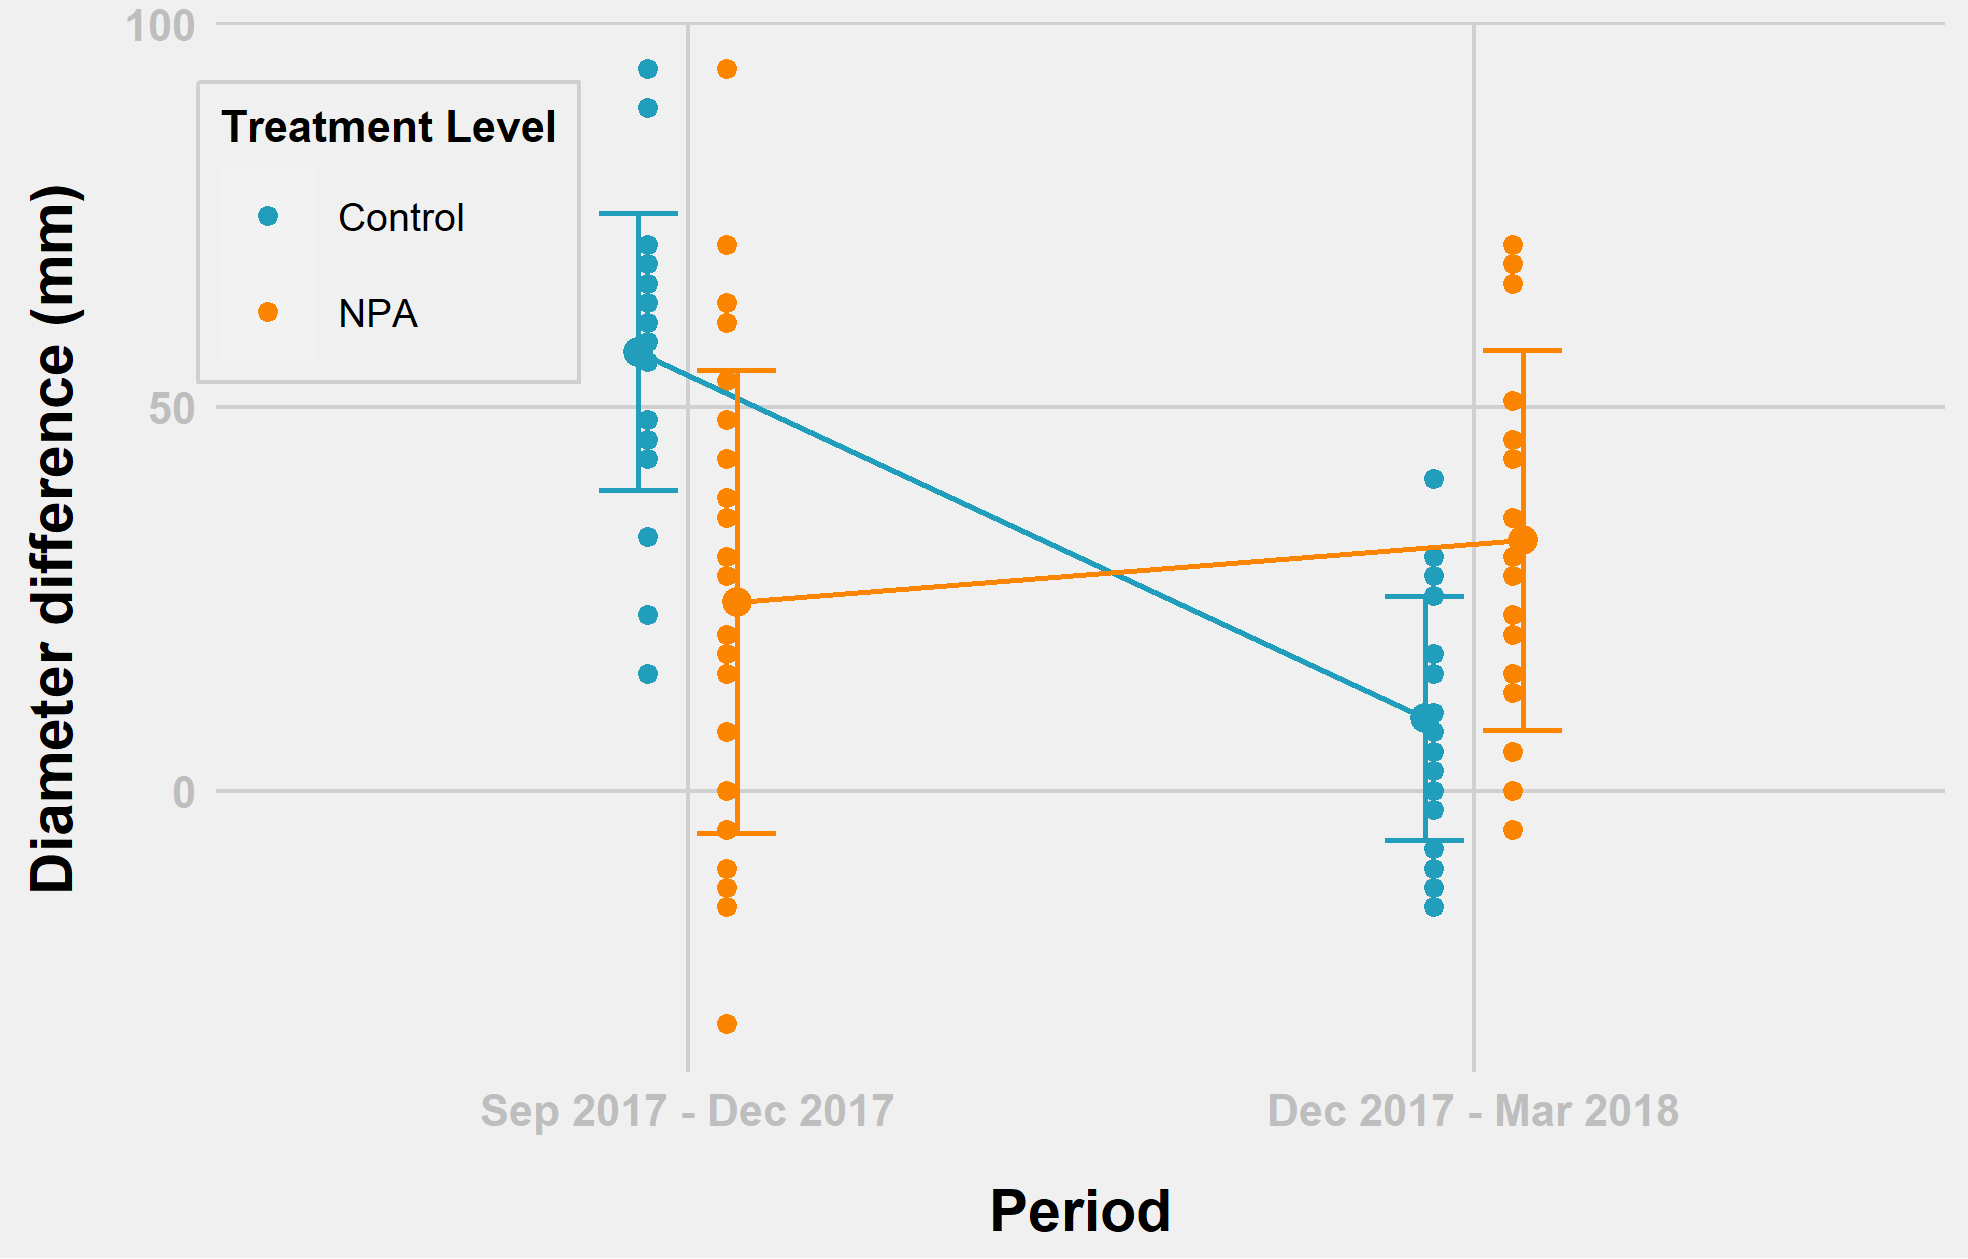 100
Treatment Level
Control
NPA
50
0
Diameter difference (mm)
Sep 2017 - Dec 2017
Dec 2017 - Mar 2018
Period